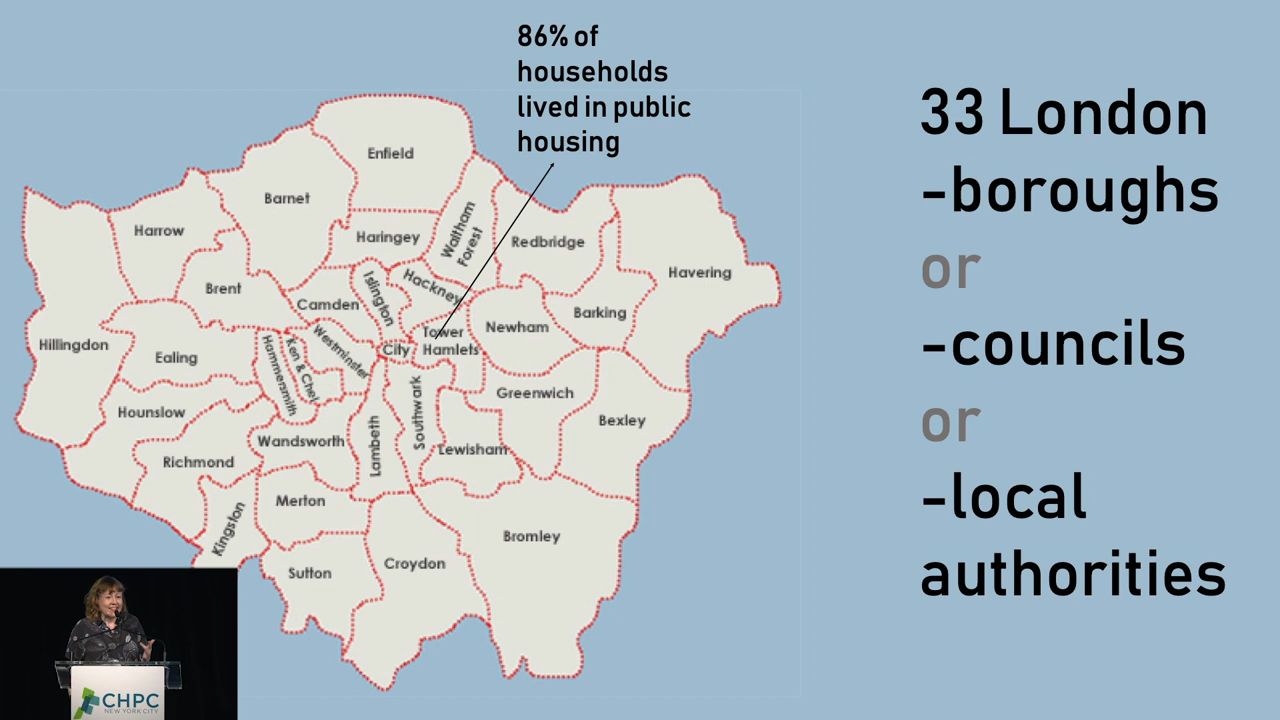 86% of
households
lived in public
housing
33 London
-boroughs
or
-councils
or
-local
authorities
Enfield
Barnet
Harrow
Haringey
Waltham
Forest
Redbridge
Havering
Brent
Camden
Islington
Hackney
Barking
Newham
Tower
Hamlets
City
Westminster
Ken & Chel
Hammersmith
Hillingdon
Ealing
Hounslow
Greenwich
Bexley
Southwark
Lambeth
Wandsworth
Lewisham
Richmond
Merton
Kingston
Bromley
Croydon
Sutton
CHPC
NEW YORK CITY